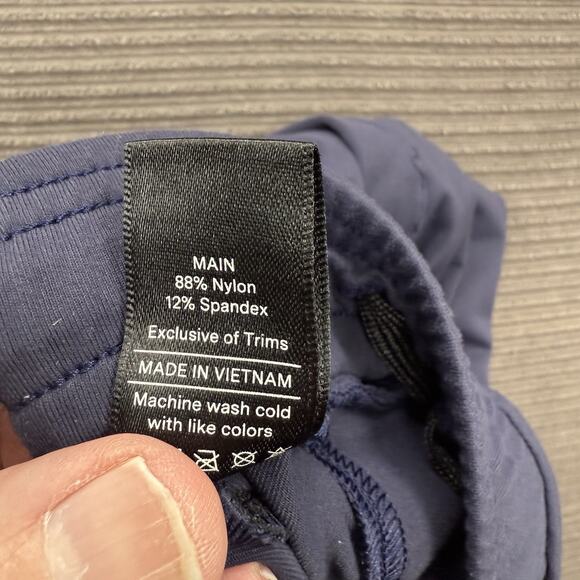 MAIN
88% Nylon
12% Spandex
Exclusive of Trims
MADE IN VIETNAM
Machine wash cold
with like colors